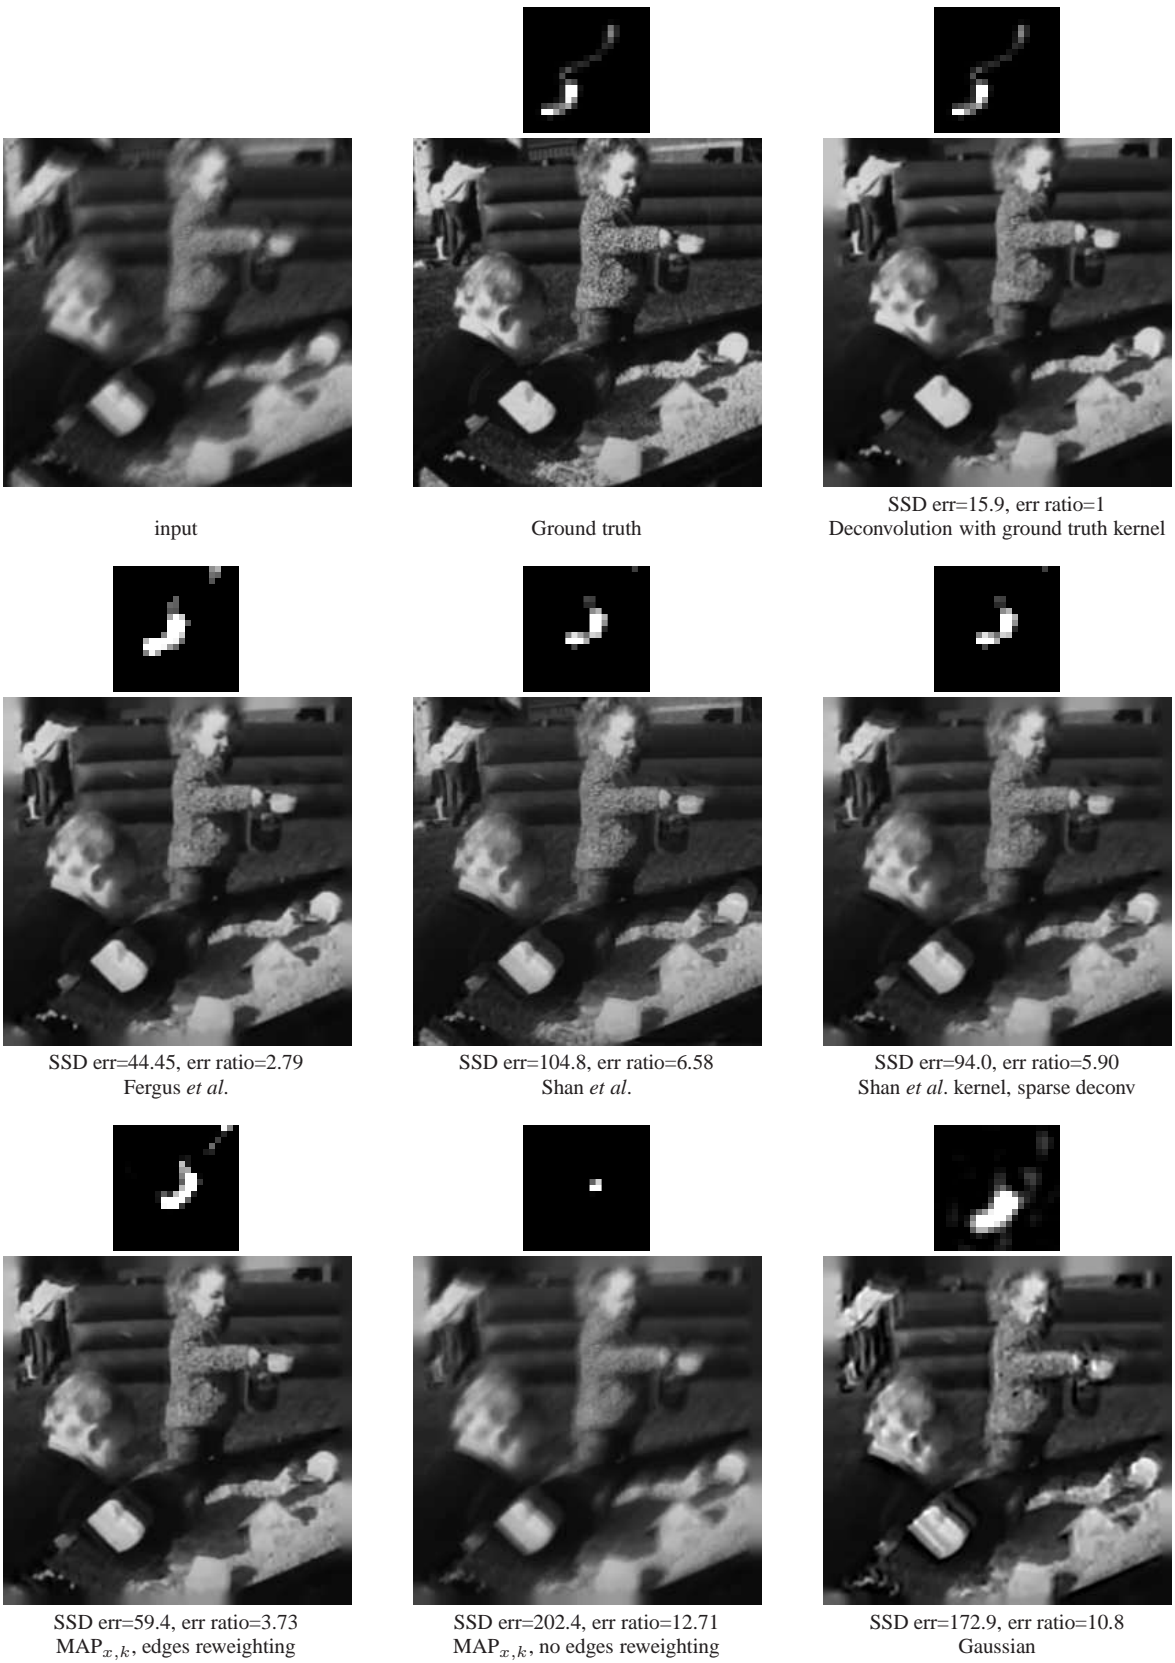 SSD err=15.9, err ratio=1
input
Ground truth
Deconvolution with ground truth kernel
SSD err=44.45, err ratio=2.79
Fergus et al.
SSD err=104.8, err ratio=6.58
Shan et al.
SSD err=94.0, err ratio=5.90
Shan et al. kernel, sparse deconv
SSD err=59.4, err ratio=3.73
MAPx,k, edges reweighting
SSD err=202.4, err ratio=12.71
MAPx,k, no edges reweighting
SSD err=172.9, err ratio=10.8
Gaussian